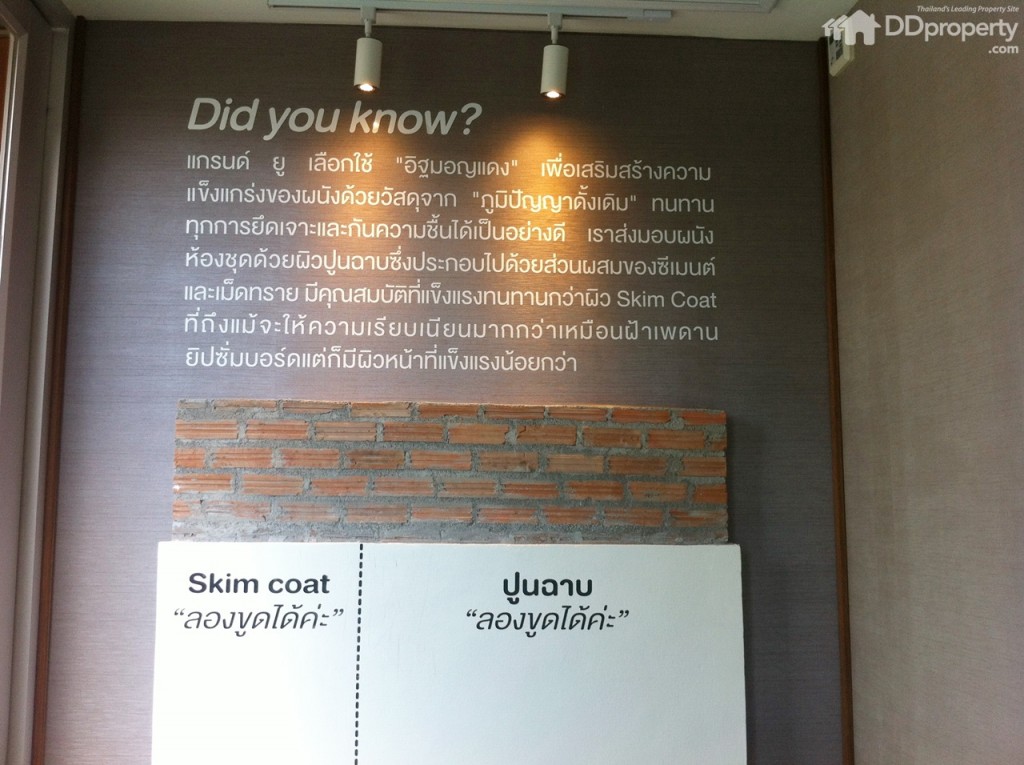 Thailand's Leading Property Site
DDproperty
.com
Did you know?
แกรนด์ ยู เลือกใช้ "อิฐมอญแดง" เพื่อเสริมสร้างความ
แข็งแกร่งของผนังด้วยวัสดุจาก "ภูมิปัญญาดั้งเดิม" ทนทาน
ทุกการยึดเจาะและกันความชื้นได้เป็นอย่างดี เราส่งมอบผนัง
ห้องชุดด้วยผิวปูนฉาบซึ่งประกอบไปด้วยส่วนผสมของซีเมนต์
และเม็ดทราย มีคุณสมบัติที่แข็งแรงทนทานกว่าผิว Skim Coat
ที่ถึงแม้จะให้ความเรียบเนียนมากกว่าเหมือนฝ้าเพดาน
ยิปซั่มบอร์ดแต่ก็มีผิวหน้าที่แข็งแรงน้อยกว่า
Skim coat
“ลองขูดได้ค่ะ”
ปูนฉาบ
“ลองขูดได้ค่ะ”